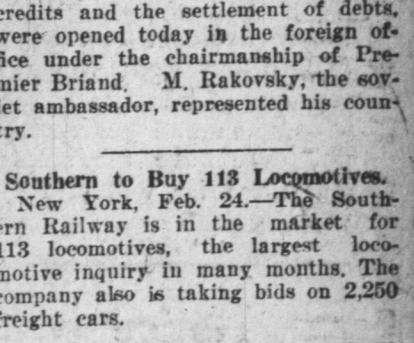 credits and the settlement of debts,
were opened today in the foreign of-
fice under the chairmanship of Pre-
mier Briand. M. Rakovsky, the sov-
iet ambassador, represented his coun-
try.
Southern to Buy 113 Locomotives.
New York, Feb. 24.—The South-
ern Railway is in the market for
113 locomotives, the largest loco-
motive inquiry in many months. The
company also is taking bids on 2,250
freight cars.